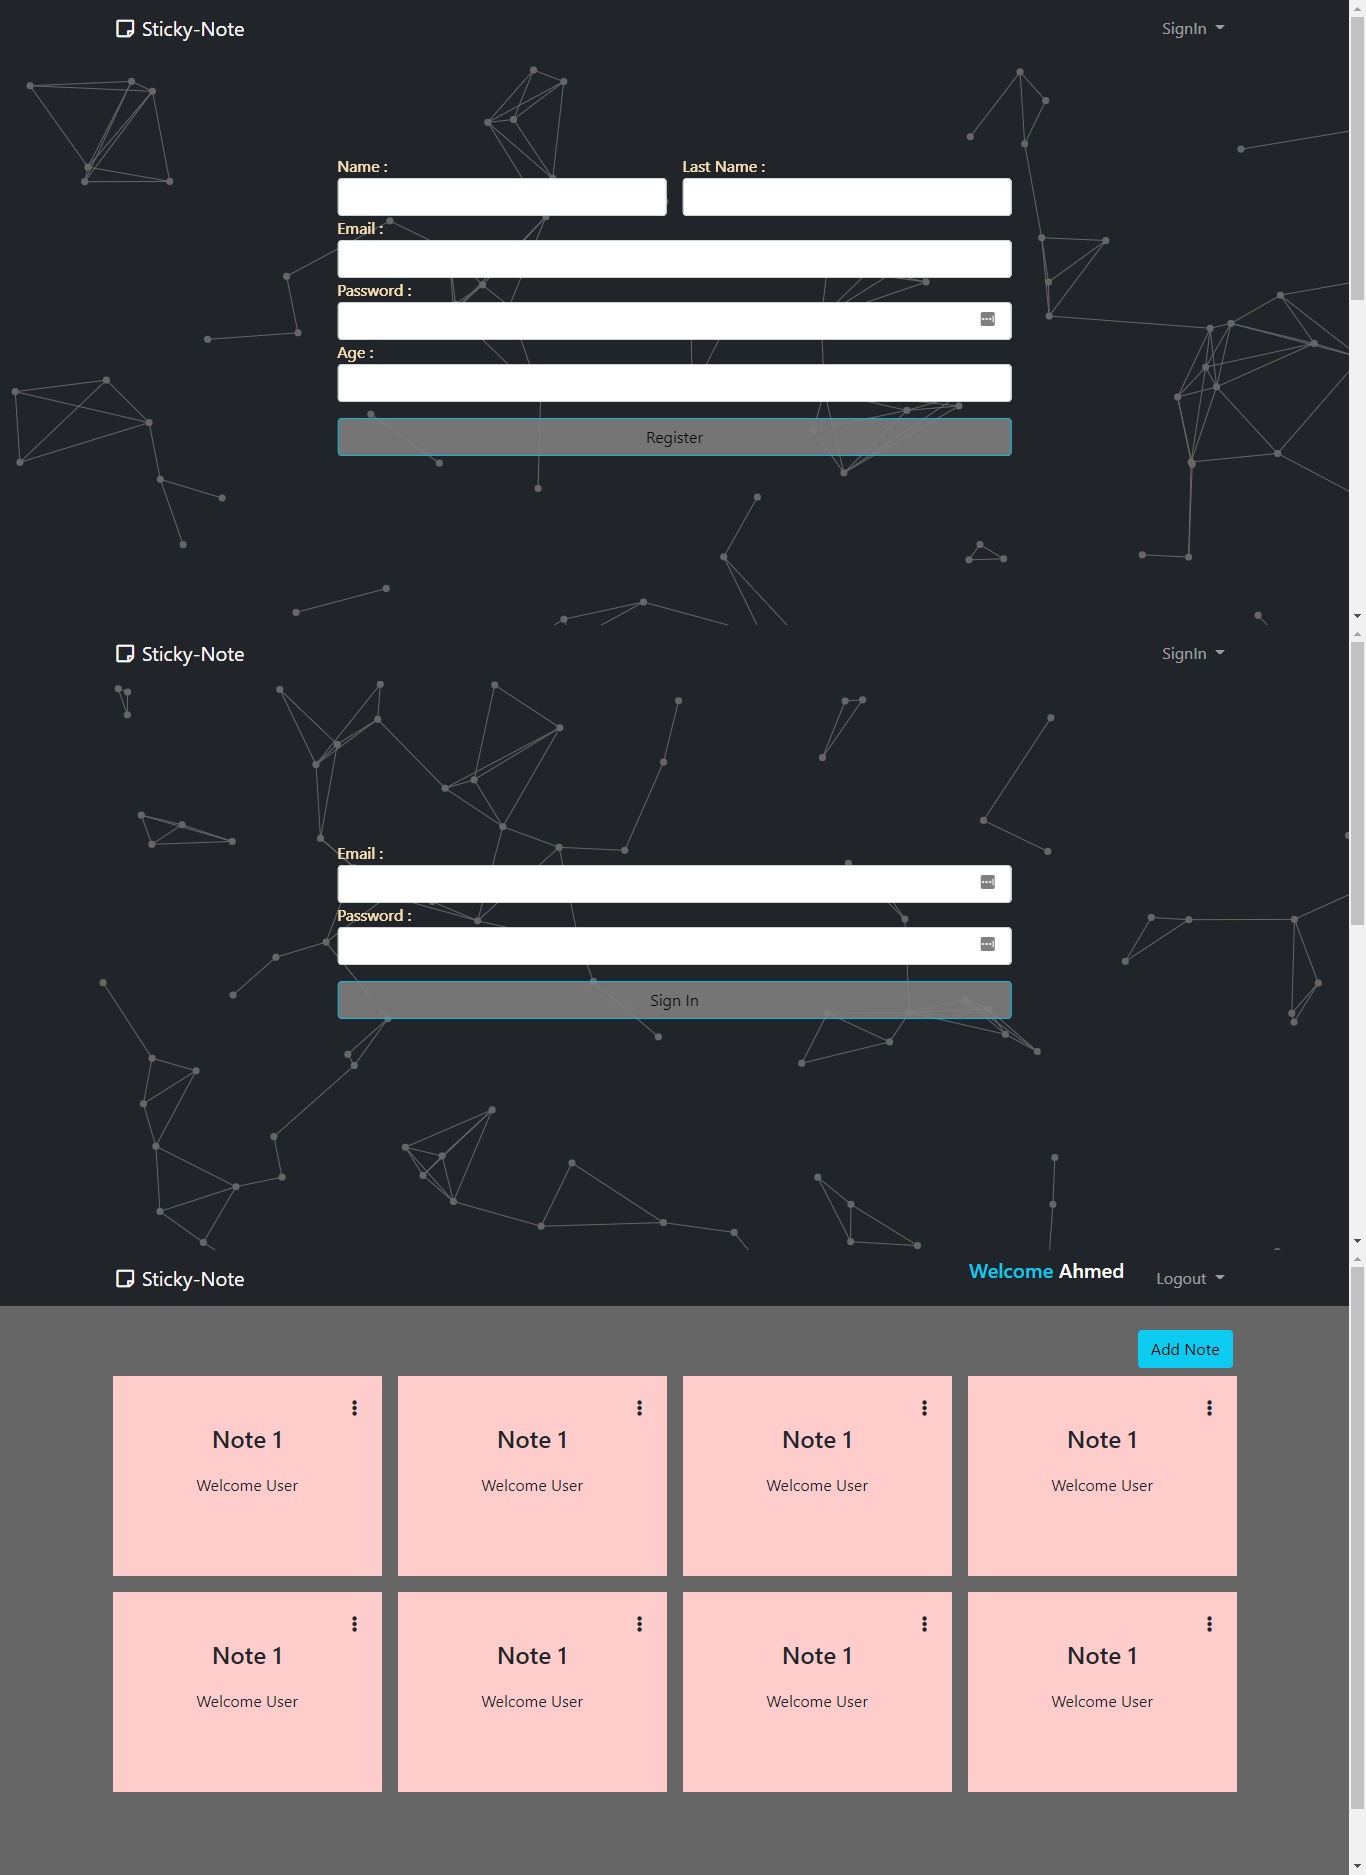 Sticky-Note SignIn
Name : Last Name :
Email :
Password :
Age :
Register
Sticky-Note SignIn
Email :
Password :
Sign In
Sticky-Note Welcome Ahmed Logout
Add Note
Note 1 Note 1 Note 1 Note 1
Welcome User Welcome User Welcome User Welcome User
Note 1 Note 1 Note 1 Note 1
Welcome User Welcome User Welcome User Welcome User